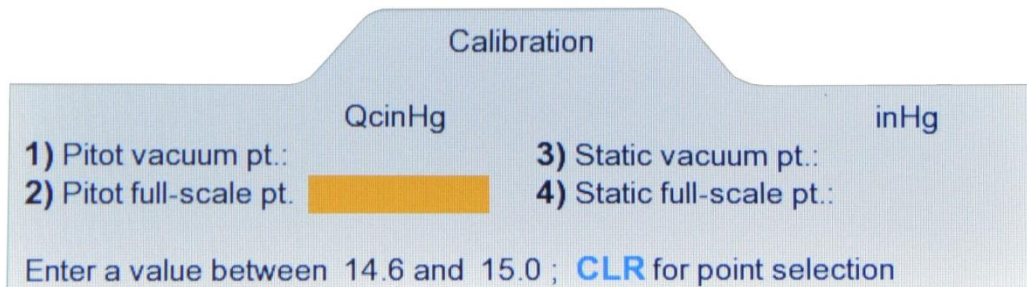 Calibration
QcinHg inHg
1) Pitot vacuum pt.: 3) Static vacuum pt.:
2) Pitot full-scale pt. 4) Static full-scale pt.:
Enter a value between 14.6 and 15.0 ; CLR for point selection